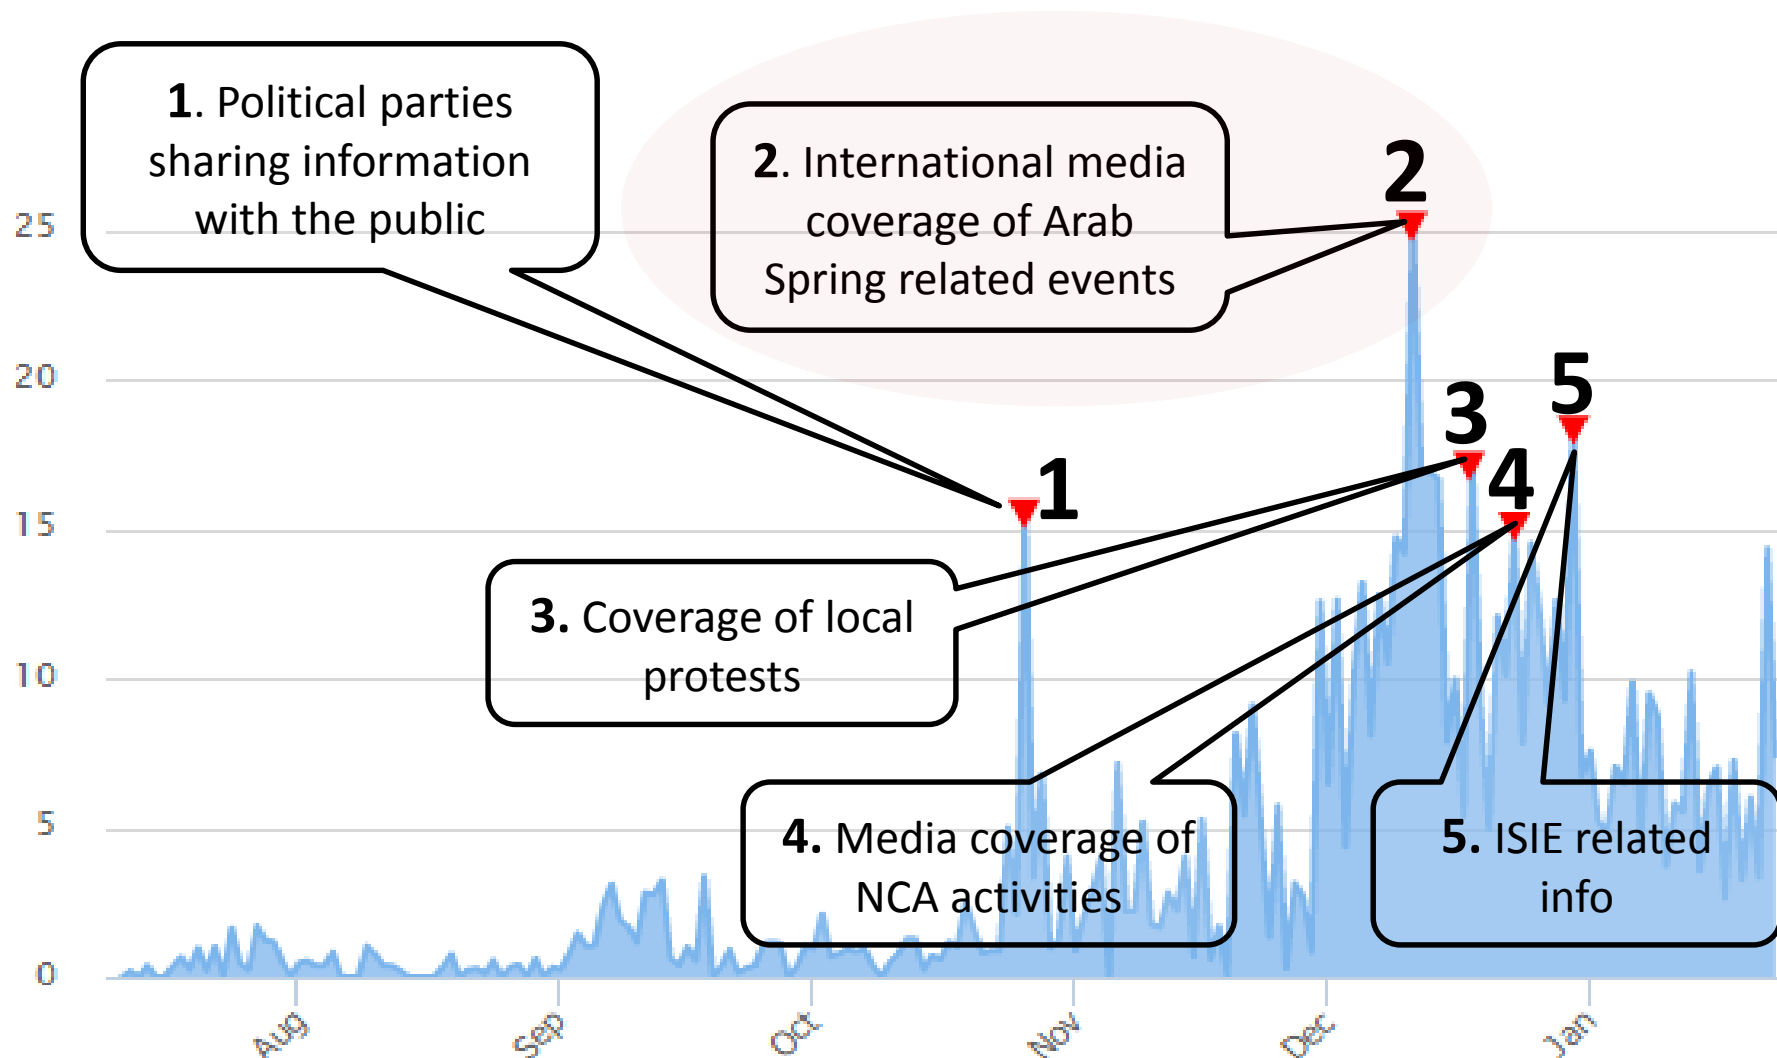 1. Political parties
sharing information
with the public
2. International media
coverage of Arab
Spring related events
2
25
20
5
3
1
4
15
3. Coverage of local
protests
10
5
4. Media coverage of
NCA activities
5. ISIE related
info
0
Aug
Sep
Oct
Nov
Dec
Jan